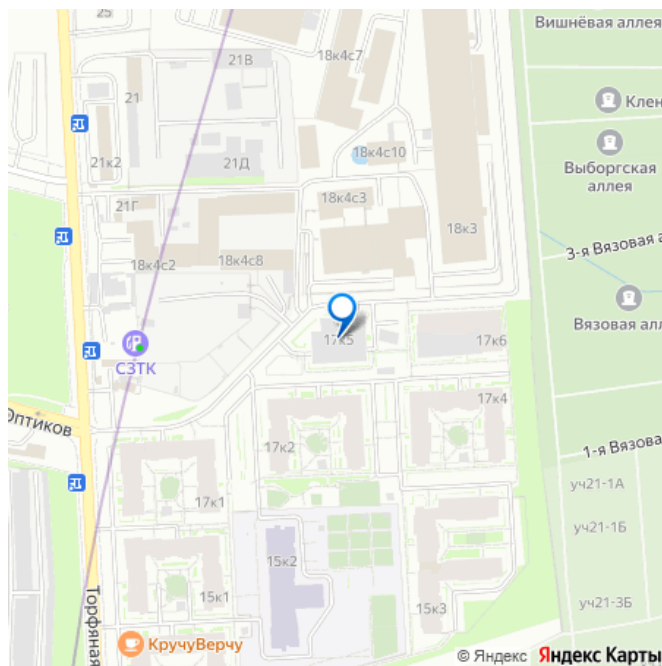 25
Вишнёвая аллея
18к4с7
21В
21
Клен
18к4с10
21к2
21Д
Выборгская
аллея
21Г
18к4с3
18к3
3-я Вязовая а
18к4с2
18к4с8
Вязовая алл
17к5
17к6
СЗТК
17к4
Оптиков
17к2
1-я Вязова
уч21-1А
17к1
уч21-1Б
15к2
15к1
15к3
уч21-3Б
Торфяная
КручуВерчу
© Яндекс Яндекс Карты